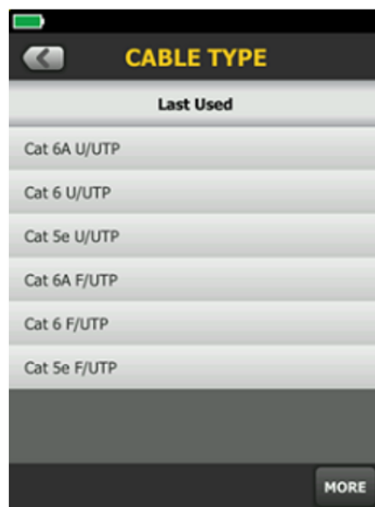 CABLE TYPE
Last Used
Cat 6A U/UTP
Cat 6 U/UTP
Cat 5e U/UTP
Cat 6A F/UTP
Cat 6 F/UTP
Cat 5e F/UTP
MORE